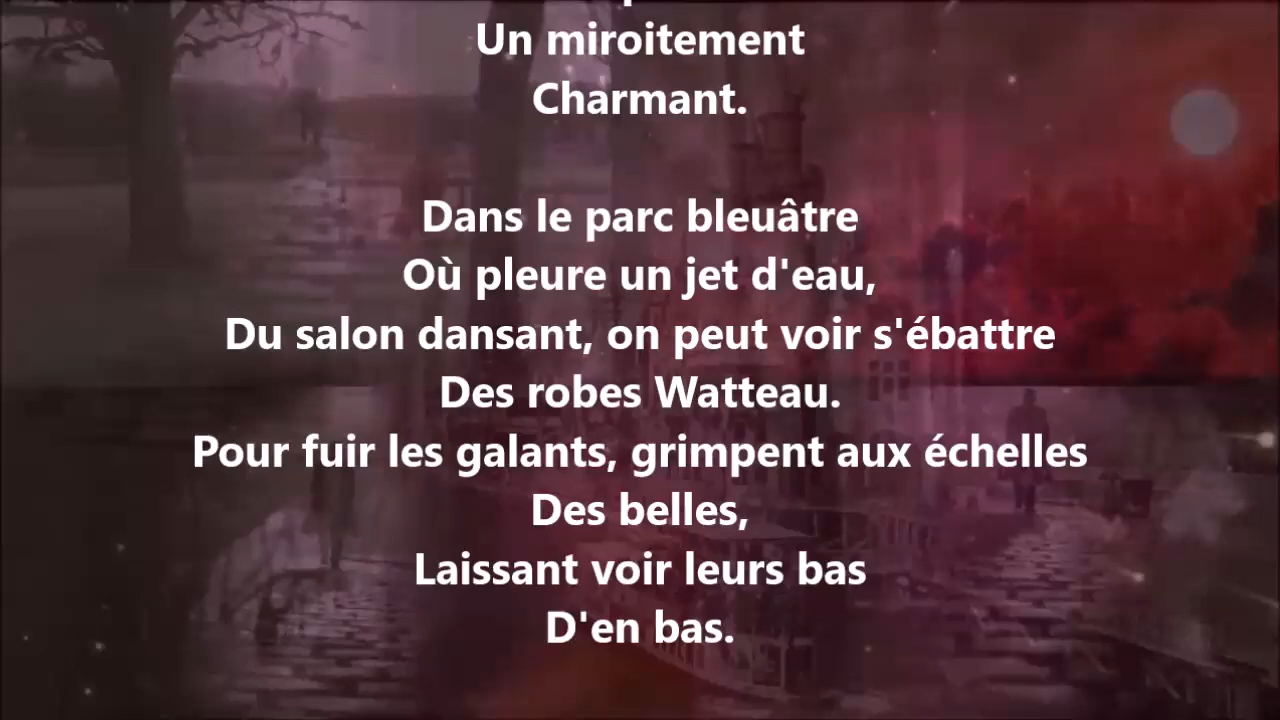 Un miroitement
Charmant.
Dans le parc bleuâtre
Où pleure un jet d'eau,
Du salon dansant, on peut voir s'ébattre
Des robes Watteau.
Pour fuir les galants, grimpent aux échelles
Des belles,
Laissant voir leurs bas
D'en bas.